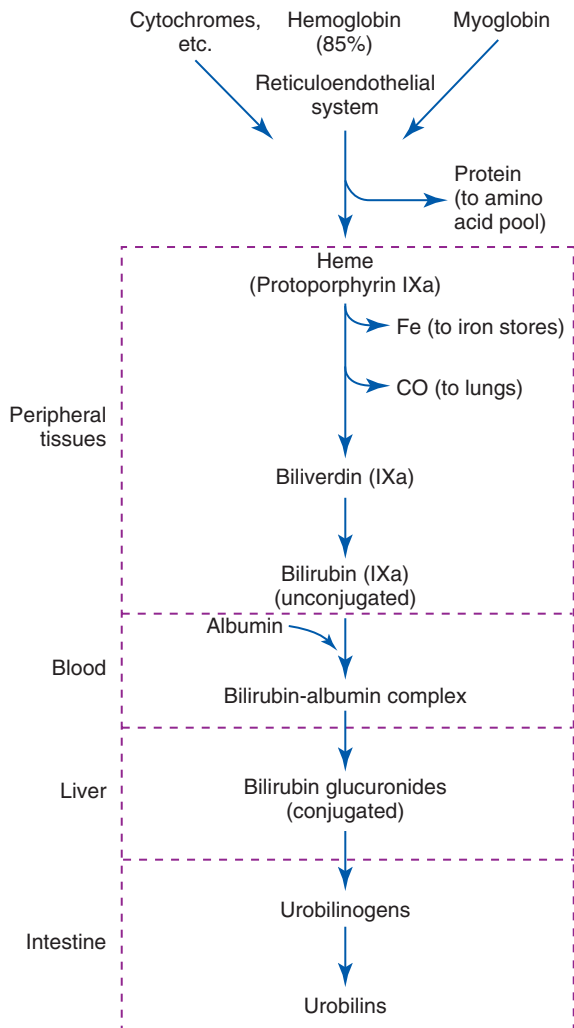 Cytochromes,
etc.
Hemoglobin
(85%)
Myoglobin
Reticuloendothelial
system
Protein
(to amino
acid pool)
Heme
(Protoporphyrin IXa)
Fe (to iron stores)
CO (to lungs)
Peripheral
tissues
Biliverdin (IXa)
Bilirubin (IXa)
(unconjugated)
Albumin
Blood
Bilirubin-albumin complex
Liver
Bilirubin glucuronides
(conjugated)
Urobilinogens
Intestine
Urobilins